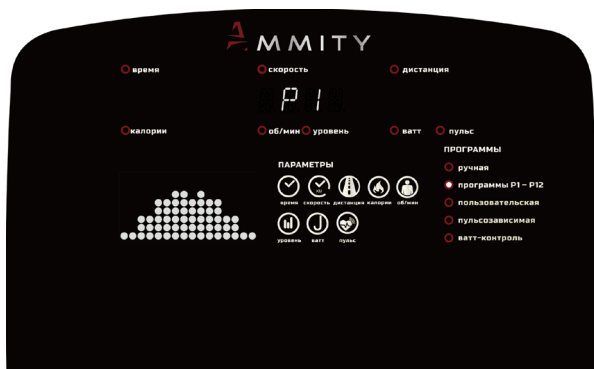 AMMITY
время скорость дистанция
P1
калории об/мин уровень ватт пульс
ПРОГРАММЫ
ручная
программы P1 – P12
пользовательская
пульсозависимая
ватт-контроль
ПАРАМЕТРЫ
время скорость дистанция калории об/мин
уровень ватт пульс